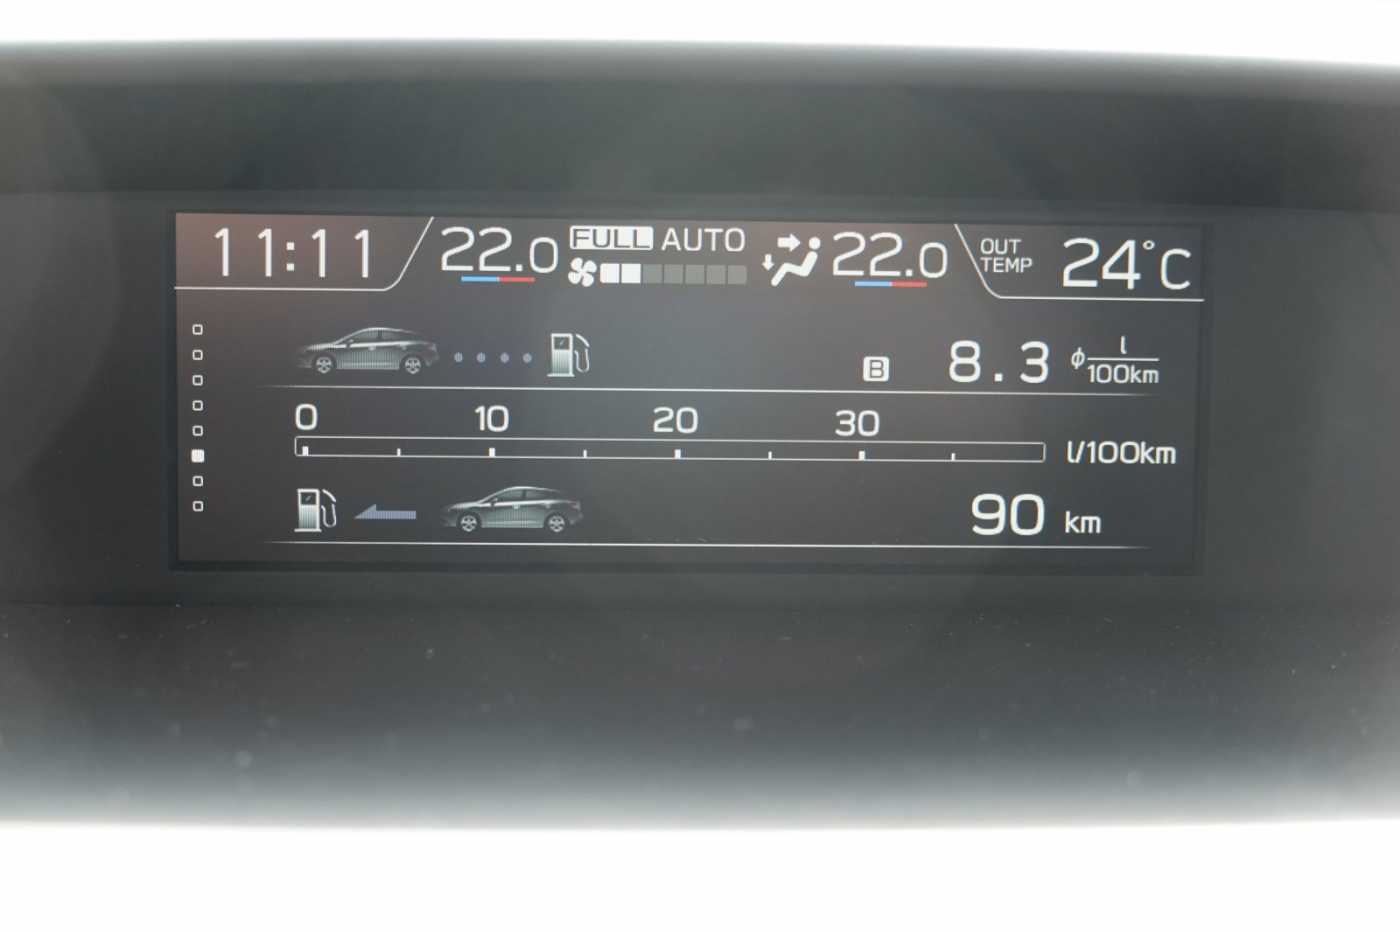 11:11 22.0 FULL AUTO 22.0 OUT TEMP 24°C
B 8.3 ϕ l/100km
0 10 20 30
l/100km
90 km